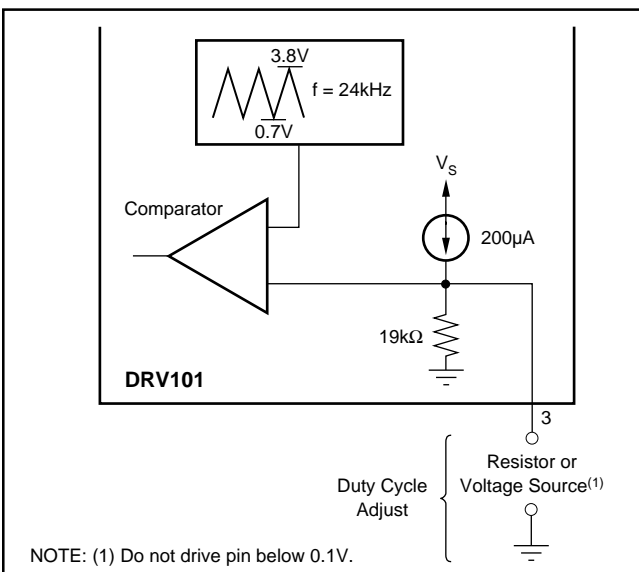 3.8V
f = 24kHz
0.7V
V_S
Comparator
200µA
19kΩ
DRV101
3
Duty Cycle
Adjust
Resistor or
Voltage Source(1)
NOTE: (1) Do not drive pin below 0.1V.